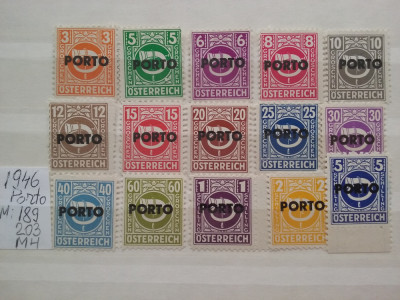 3 3
PORTO
ÖSTERREICH
5 5
PORTO
ÖSTERREICH
6 6
PORTO
ÖSTERREICH
8 8
PORTO
ÖSTERREICH
10 10
PORTO
ÖSTERREICH
12 12
PORTO
ÖSTERREICH
15 15
PORTO
ÖSTERREICH
20 20
PORTO
ÖSTERREICH
25 25
PORTO
ÖSTERREICH
30 30
PORTO
40 40
PORTO
ÖSTERREICH
60 60
PORTO
ÖSTERREICH
1 1
PORTO
ÖSTERREICH
2 2
PORTO
ÖSTERREICH
5 5
PORTO
ÖSTERREICH
1946
Porto
M: 189
203
MH